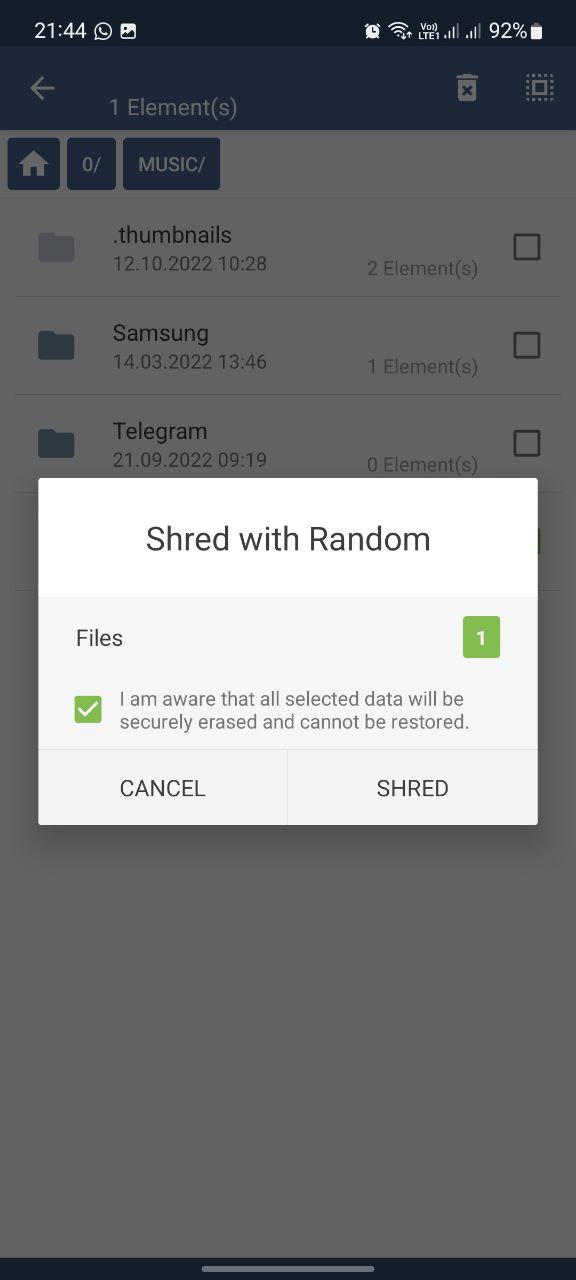 21:44
Vo)) LTE1
92%
1 Element(s)
0/
MUSIC/
.thumbnails
12.10.2022 10:28
2 Element(s)
Samsung
14.03.2022 13:46
1 Element(s)
Telegram
21.09.2022 09:19
0 Element(s)
Shred with Random
Files
1
I am aware that all selected data will be
securely erased and cannot be restored.
CANCEL
SHRED